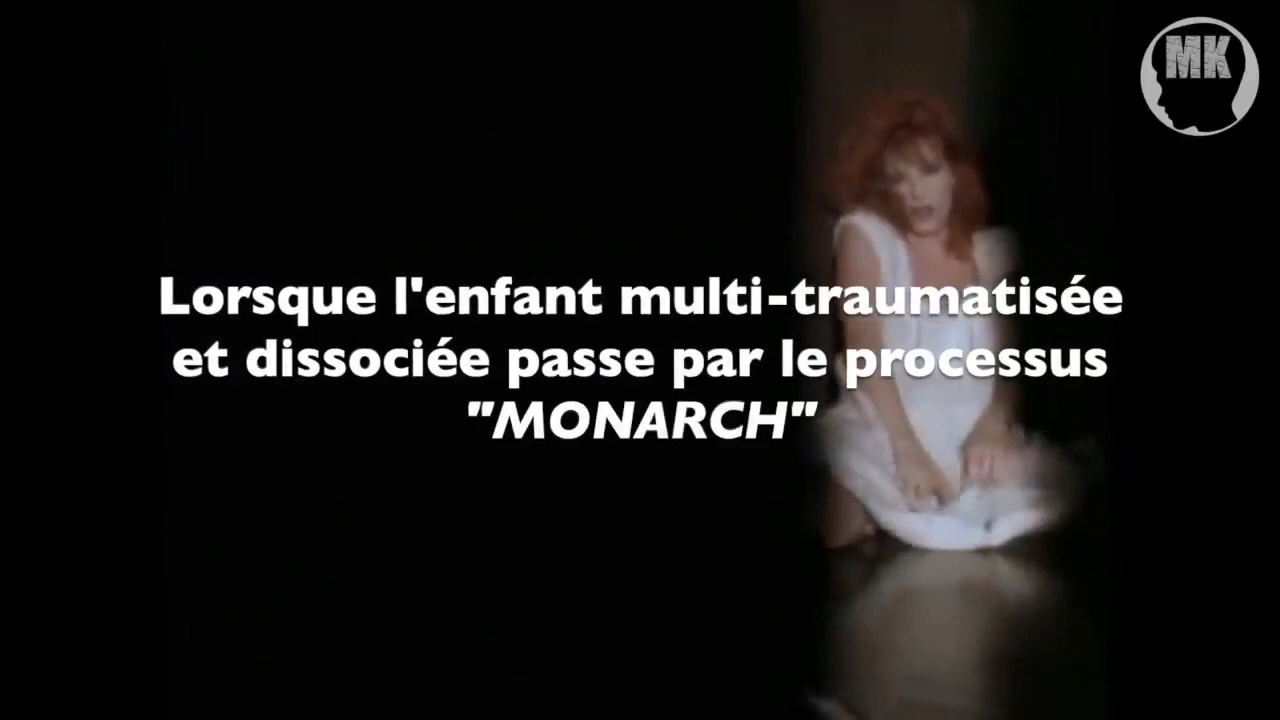 MK
Lorsque l'enfant multi-traumatisée
et dissociée passe par le processus
"MONARCH"